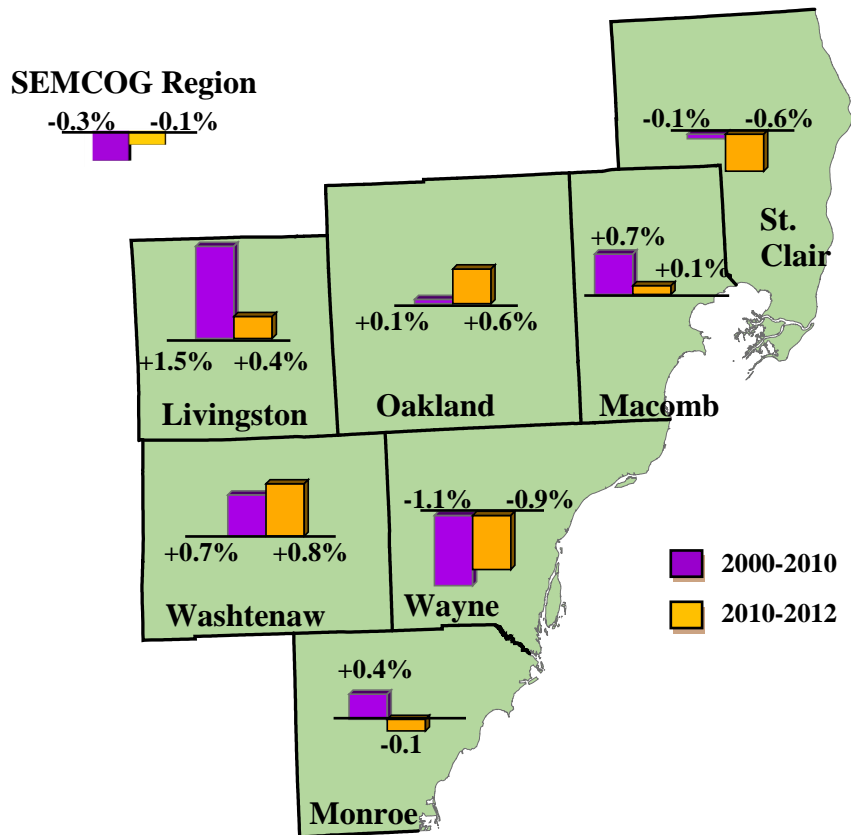 SEMCOG Region
-0.3% -0.1%
-0.1% -0.6%
St.
Clair
+0.7%
+0.1%
Macomb
+0.1% +0.6%
Oakland
+1.5% +0.4%
Livingston
+0.7% +0.8%
Washtenaw
-1.1% -0.9%
Wayne
2000-2010
2010-2012
+0.4%
-0.1
Monroe